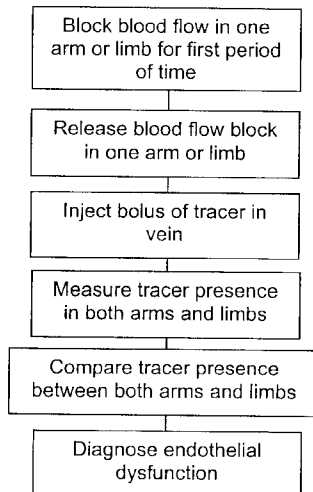 Block blood flow in one
arm or limb for first period
of time
Release blood flow block
in one arm or limb
Inject bolus of tracer in
vein
Measure tracer presence
in both arms and limbs
Compare tracer presence
between both arms and limbs
Diagnose endothelial
dysfunction